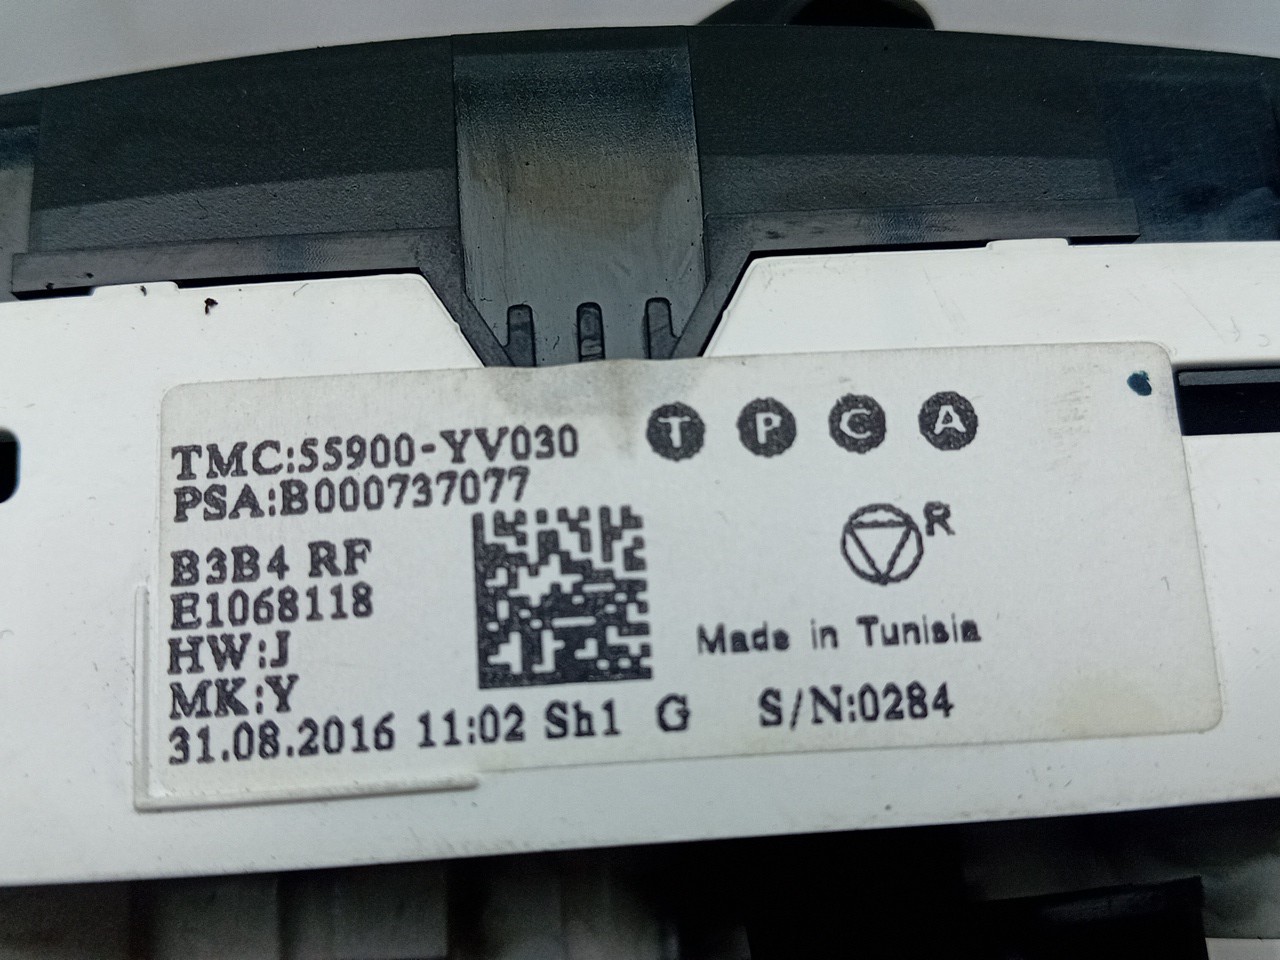 TMC:55900-YV030
T P C A
PSA:B000737077
B3B4 RF
R
E1068118
HW:J
Made in Tunisia
MK:Y
31.08.2016 11:02 Sh1 G S/N:0284